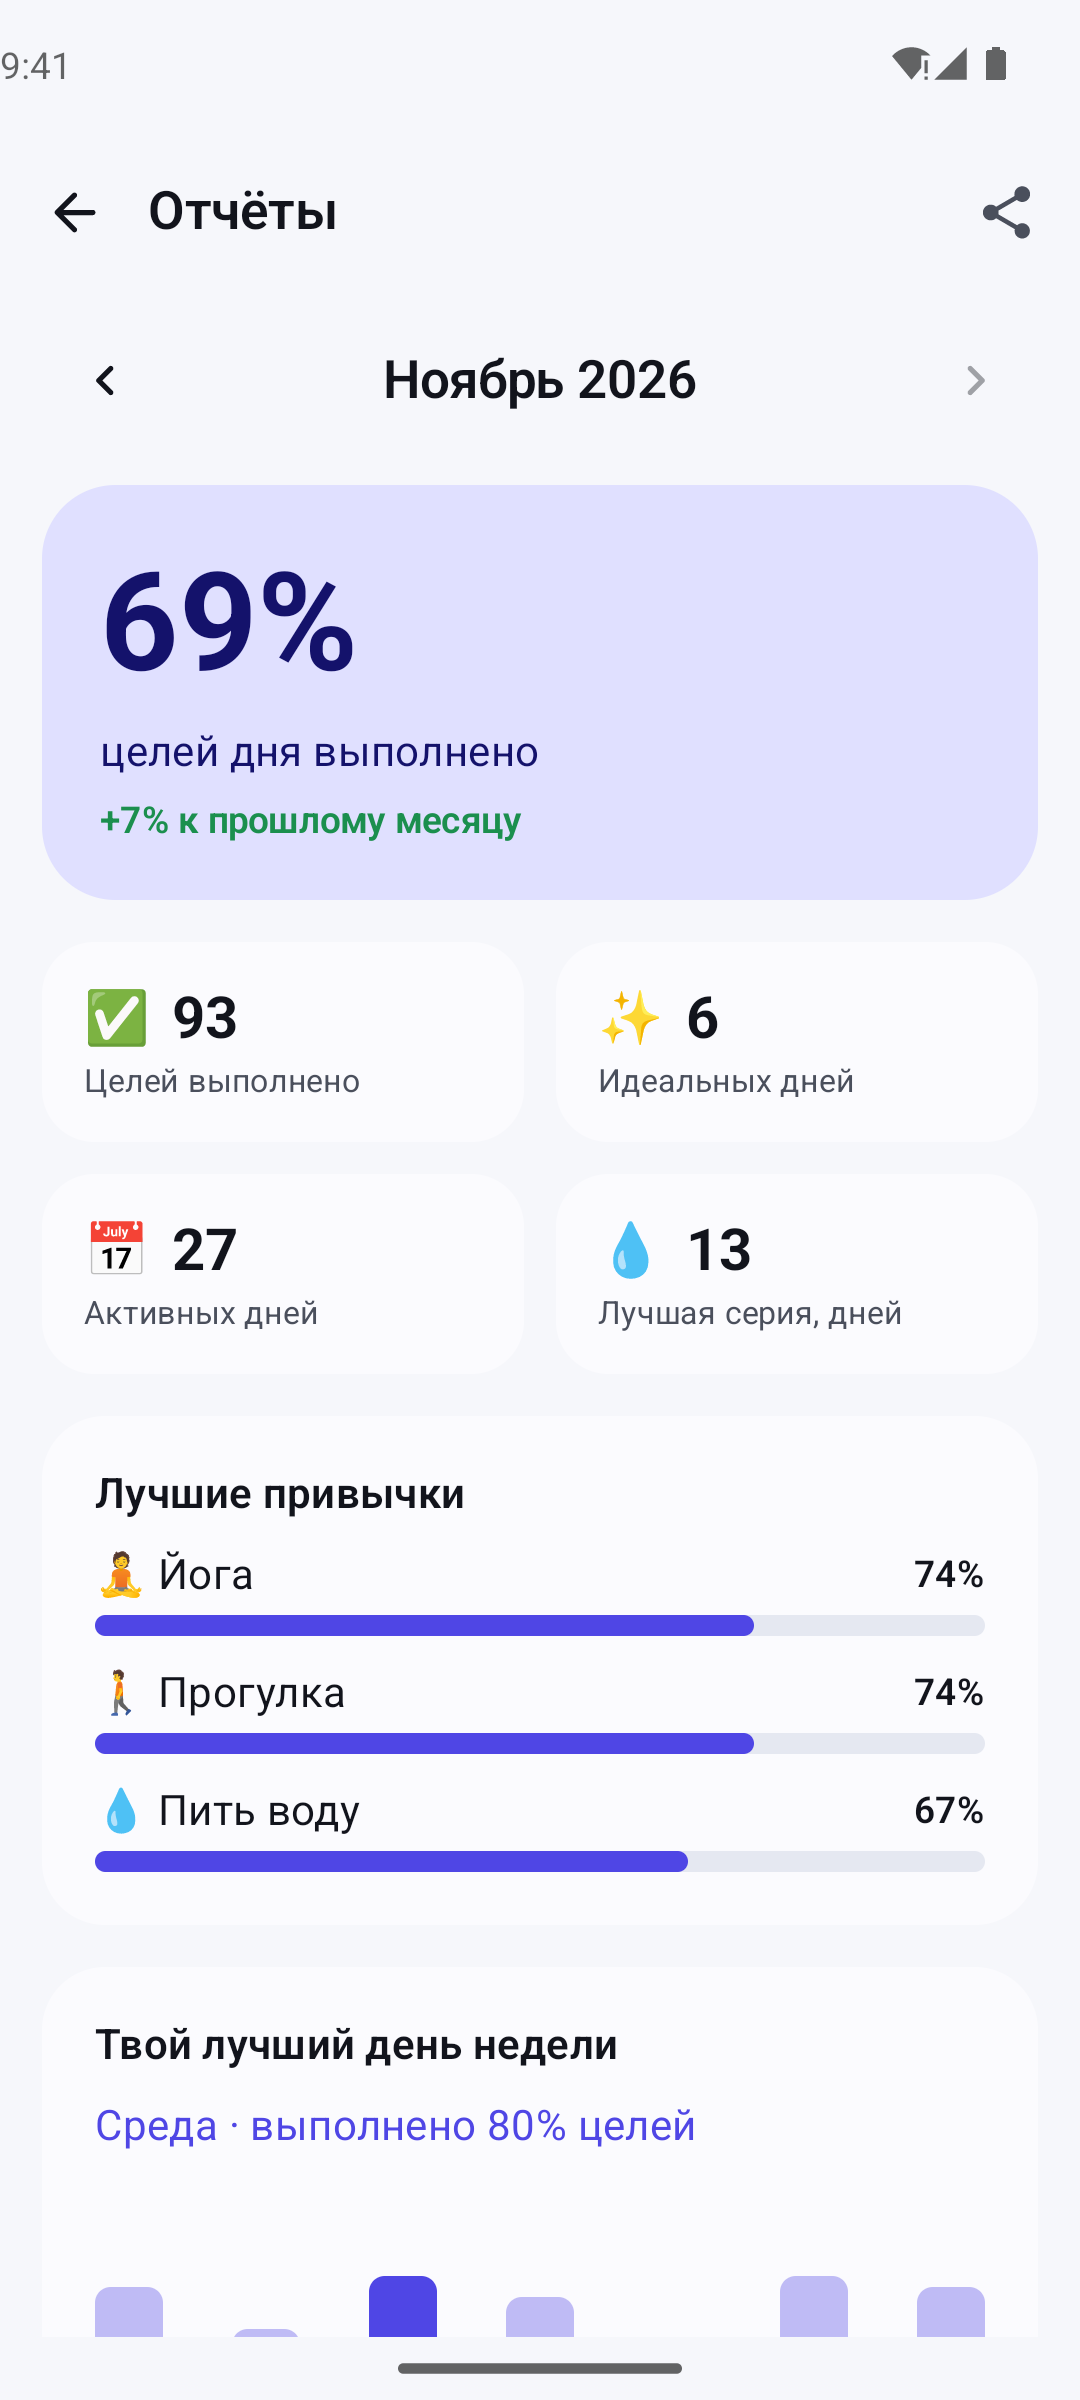 9:41
Отчёты
Ноябрь 2026
69%
целей дня выполнено
+7% к прошлому месяцу
✅ 93
Целей выполнено
✨ 6
Идеальных дней
July 17 27
Активных дней
💧 13
Лучшая серия, дней
Лучшие привычки
Йога 74%
Прогулка 74%
Пить воду 67%
Твой лучший день недели
Среда · выполнено 80% целей